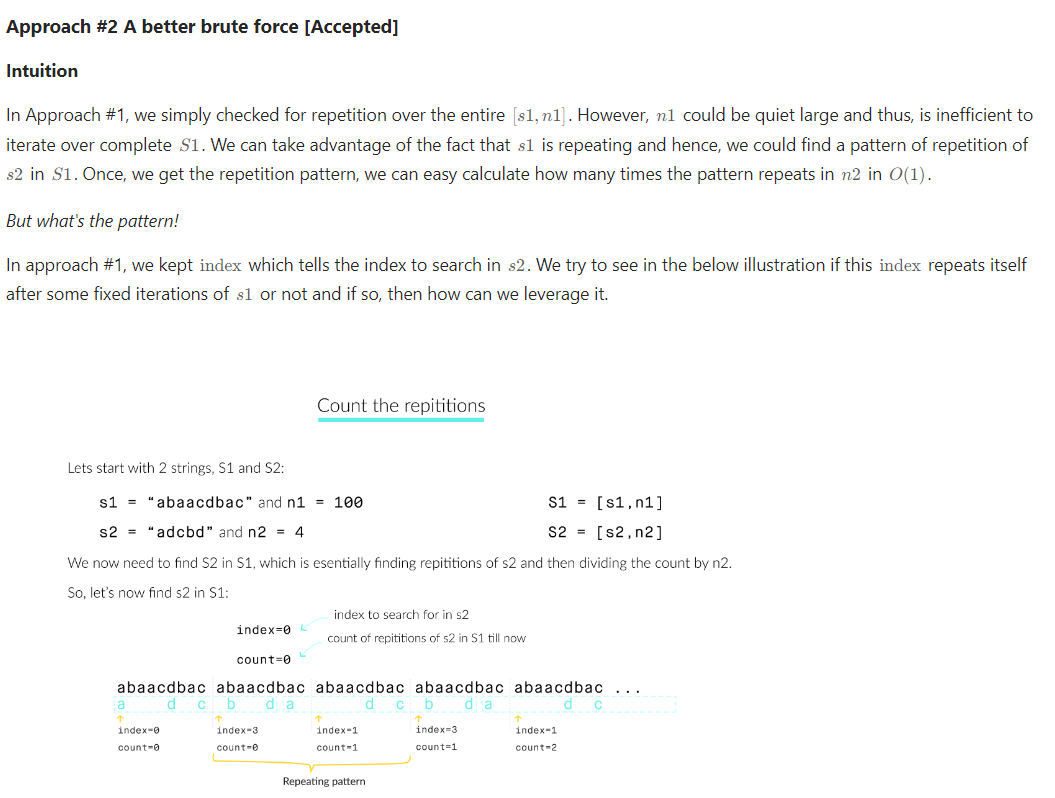 Approach #2 A better brute force [Accepted]
Intuition
In Approach #1, we simply checked for repetition over the entire [s1, n1]. However, n1 could be quiet large and thus, is inefficient to
iterate over complete S1. We can take advantage of the fact that s1 is repeating and hence, we could find a pattern of repetition of
s2 in S1. Once, we get the repetition pattern, we can easy calculate how many times the pattern repeats in n2 in O(1).
But what's the pattern!
In approach #1, we kept index which tells the index to search in s2. We try to see in the below illustration if this index repeats itself
after some fixed iterations of s1 or not and if so, then how can we leverage it.
Count the repititions
Lets start with 2 strings, S1 and S2:
s1 = "abaacdbac" and n1 = 100 S1 = [s1,n1]
s2 = "adcbd" and n2 = 4 S2 = [s2,n2]
We now need to find S2 in S1, which is esentially finding repititions of s2 and then dividing the count by n2.
So, let's now find s2 in S1:
index to search for in s2
index=0
count of repititions of s2 in S1 till now
count=0
abaacdbac abaacdbac abaacdbac abaacdbac abaacdbac ...
a d c b d a d c b d a d c
index=0 index=3 index=1 index=3 index=1
count=0 count=0 count=1 count=1 count=2
Repeating pattern